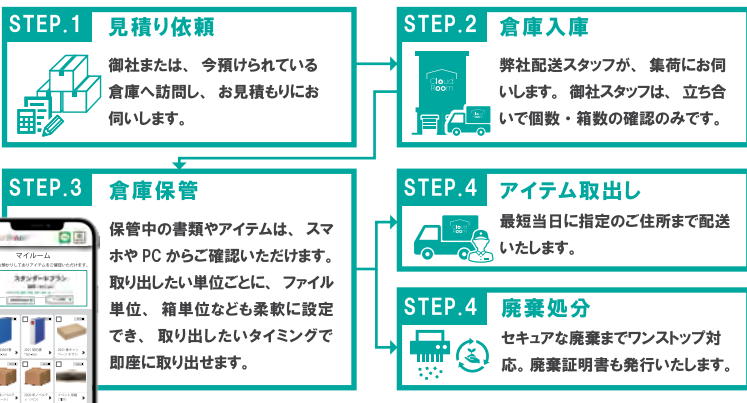 STEP.1 見積り依頼
御社または、今預けられている
倉庫へ訪問し、お見積もりにお
伺いします。
STEP.2 倉庫入庫
Cloud
Room
弊社配送スタッフが、集荷にお伺
いします。御社スタッフは、立ち合
いで個数・箱数の確認のみです。
STEP.3 倉庫保管
マイルーム
スタンダードプラン
保管中の書類やアイテムは、スマ
ホや PC からご確認いただけます。
取り出したい単位ごとに、ファイル
単位、箱単位なども柔軟に設定
でき、取り出したいタイミングで
即座に取り出せます。
STEP.4 アイテム取出し
最短当日に指定のご住所まで配送
いたします。
STEP.4 廃棄処分
セキュアな廃棄までワンストップ対
応。廃棄証明書も発行いたします。